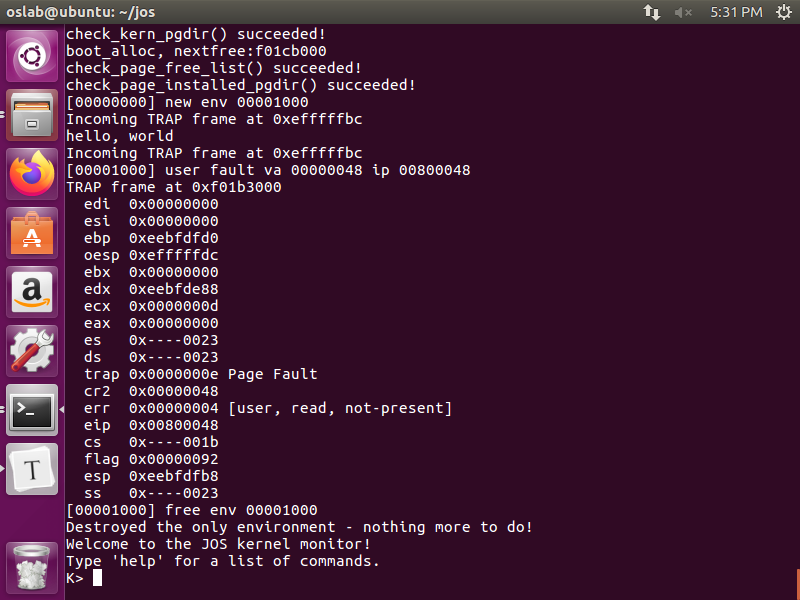 oslab@ubuntu: ~/jos
5:31 PM
check_kern_pgdir() succeeded!
boot_alloc, nextfree:f01cb000
check_page_free_list() succeeded!
check_page_installed_pgdir() succeeded!
[00000000] new env 00001000
Incoming TRAP frame at 0xefffffbc
hello, world
Incoming TRAP frame at 0xefffffbc
[00001000] user fault va 00000048 ip 00800048
TRAP frame at 0xf01b3000
  edi  0x00000000
  esi  0x00000000
  ebp  0xeebfdfd0
  oesp 0xefffffdc
  ebx  0x00000000
  edx  0xeebfde88
  ecx  0x0000000d
  eax  0x00000000
  es   0x----0023
  ds   0x----0023
  trap 0x0000000e Page Fault
  cr2  0x00000048
  err  0x00000004 [user, read, not-present]
  eip  0x00800048
  cs   0x----001b
  flag 0x00000092
  esp  0xeebfdfb8
  ss   0x----0023
[00001000] free env 00001000
Destroyed the only environment - nothing more to do!
Welcome to the JOS kernel monitor!
Type 'help' for a list of commands.
K>